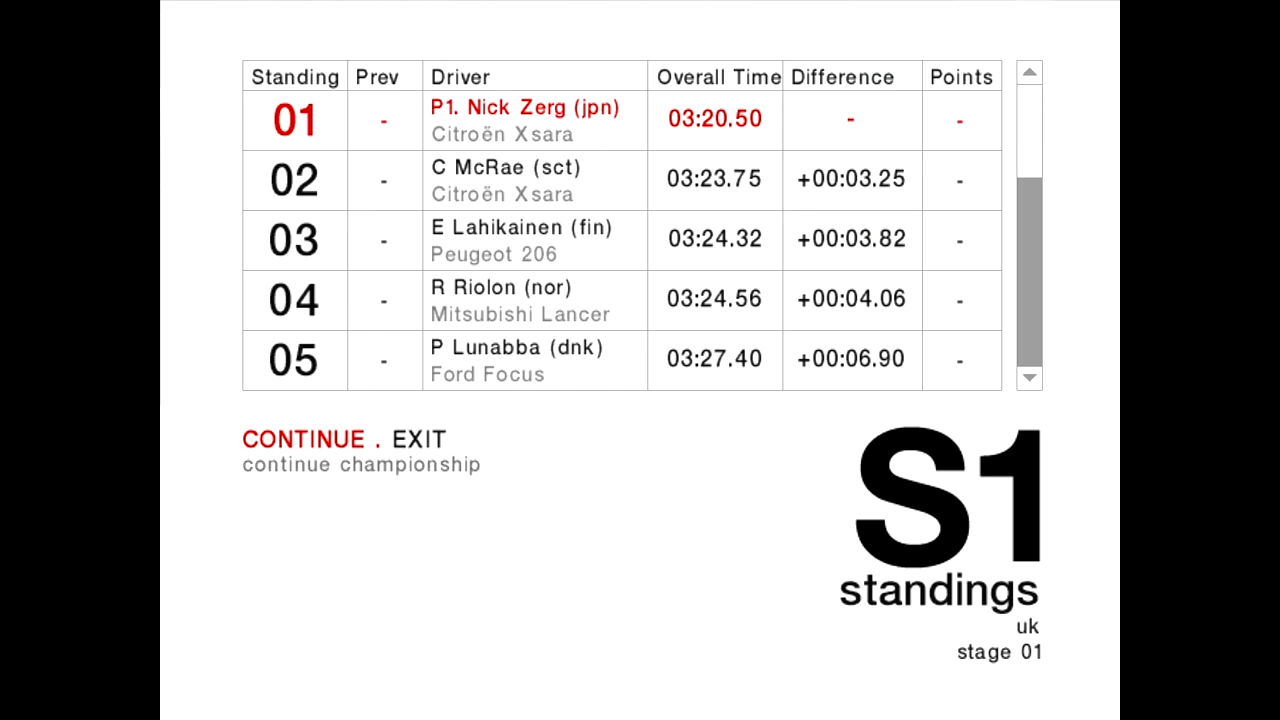 Standing Prev Driver Overall Time Difference Points
01 - P1. Nick Zerg (jpn) 03:20.50 - -
Citroën Xsara
02 - C McRae (sct) 03:23.75 +00:03.25 -
Citroën Xsara
03 - E Lahikainen (fin) 03:24.32 +00:03.82 -
Peugeot 206
04 - R Riolon (nor) 03:24.56 +00:04.06 -
Mitsubishi Lancer
05 - P Lunabba (dnk) 03:27.40 +00:06.90 -
Ford Focus
CONTINUE . EXIT
continue championship
S1
standings
uk
stage 01